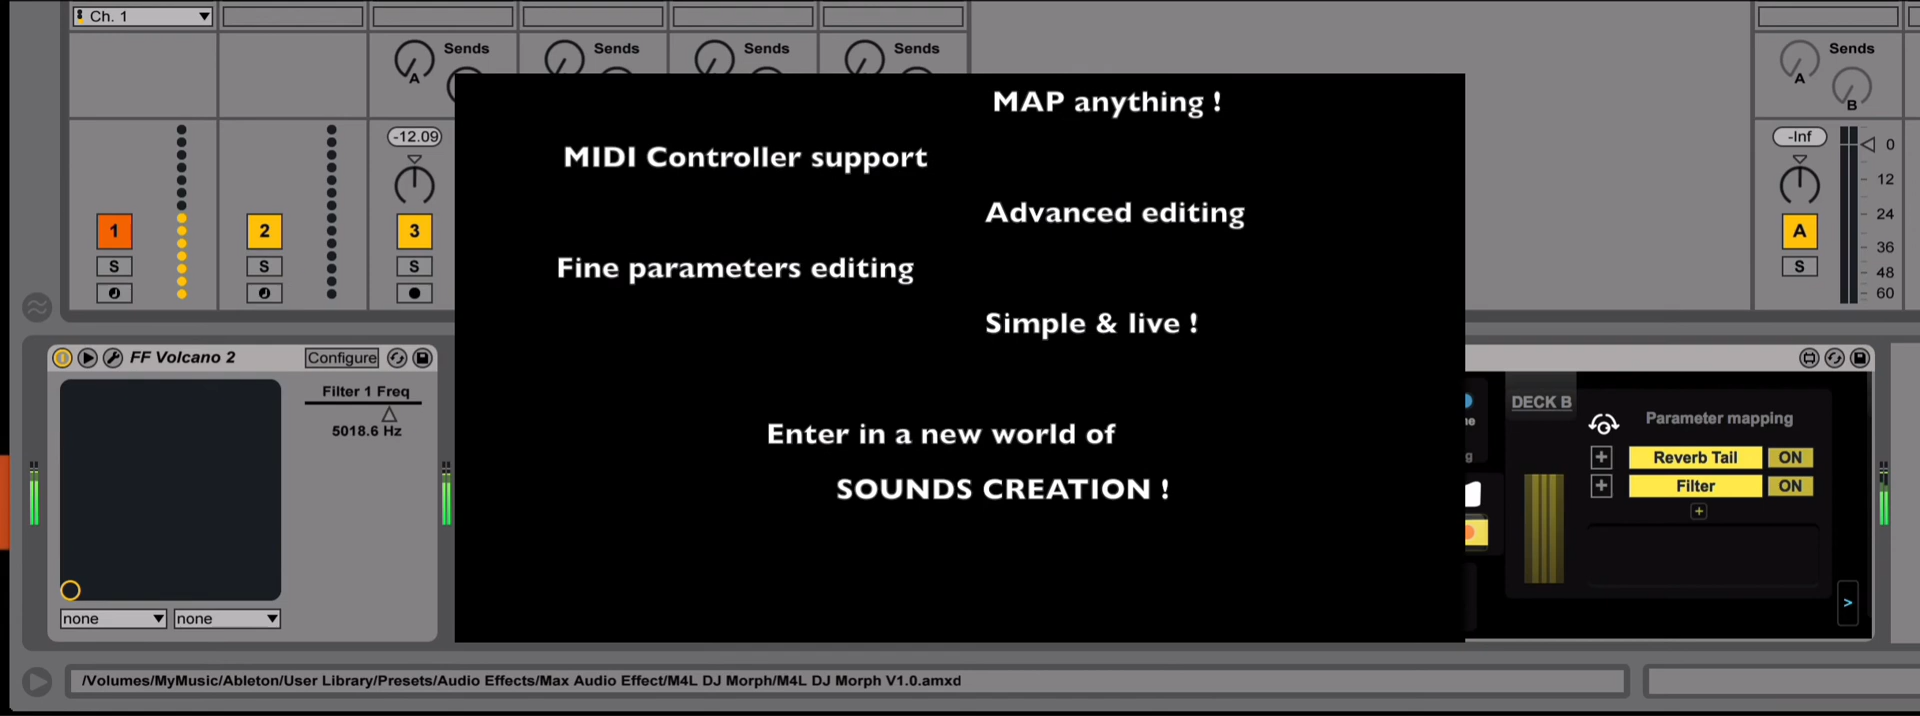 Ch. 1
Sends
Sends
Sends
Sends
Sends
A
A
B
MAP anything !
-12.09
-Inf
0
MIDI Controller support
12
Advanced editing
24
1
2
3
A
36
S
S
S
S
Fine parameters editing
48
60
Simple & live !
FF Volcano 2
Configure
Filter 1 Freq
5018.6 Hz
DECK B
Parameter mapping
Enter in a new world of
Reverb Tail ON
SOUNDS CREATION !
Filter ON
none
none
/Volumes/MyMusic/Ableton/User Library/Presets/Audio Effects/Max Audio Effect/M4L DJ Morph/M4L DJ Morph V1.0.amxd